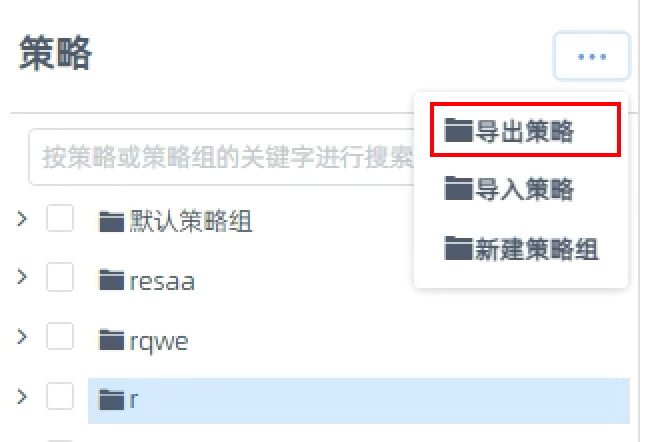 策略
...
导出策略
按策略或策略组的关键字进行搜索
导入策略
默认策略组
新建策略组
resaa
rqwe
r